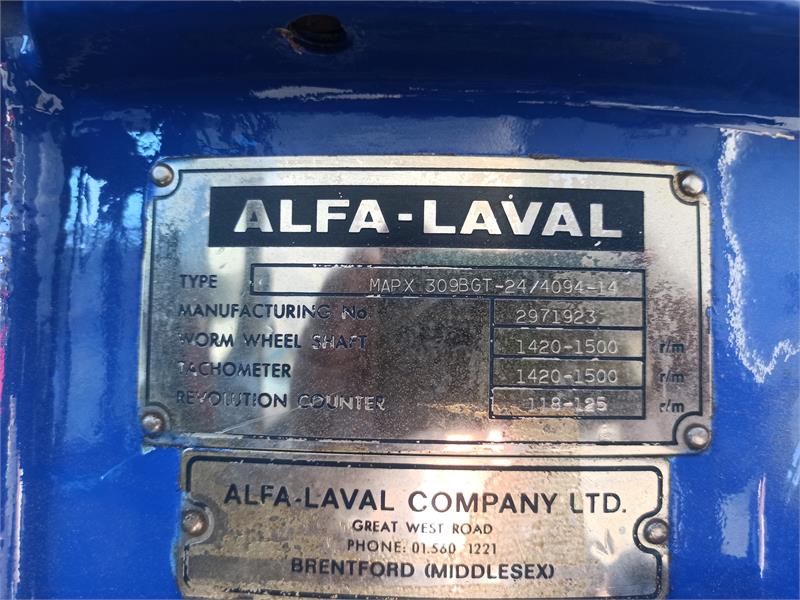 ALFA-LAVAL
TYPE MAPX 309BGT-24/4094-14
MANUFACTURING No. 2971923
WORM WHEEL SHAFT 1420-1500 r/m
TACHOMETER 1420-1500 r/m
REVOLUTION COUNTER 118-125 r/m
ALFA-LAVAL COMPANY LTD.
GREAT WEST ROAD
PHONE: 01.560 1221
BRENTFORD (MIDDLESEX)